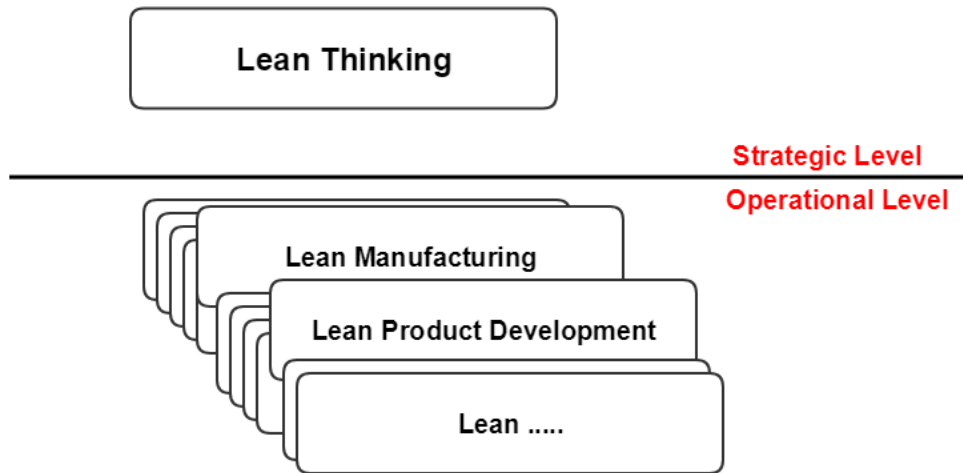 Lean Thinking
Strategic Level
Operational Level
Lean Manufacturing
Lean Product Development
Lean .....